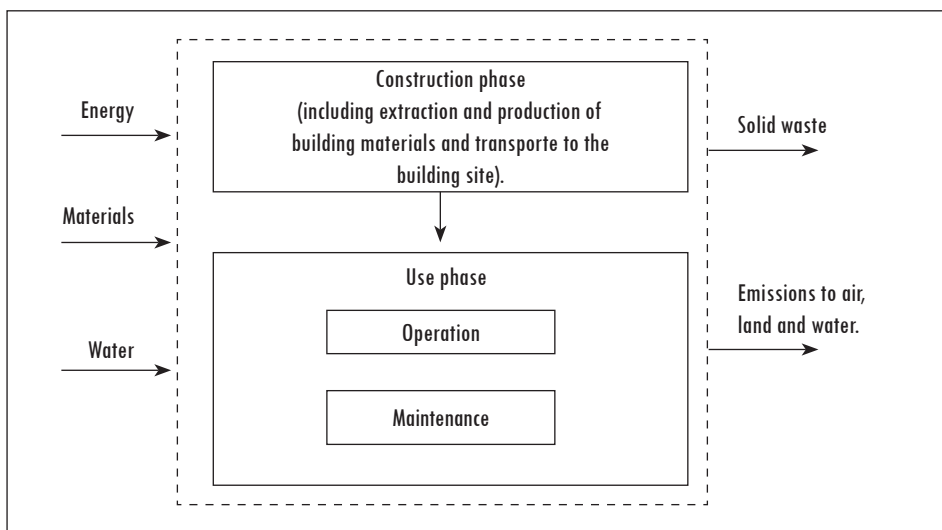 Energy
Materials
Water
Construction phase
(including extraction and production of
building materials and transporte to the
building site).
Use phase
Operation
Maintenance
Solid waste
Emissions to air,
land and water.